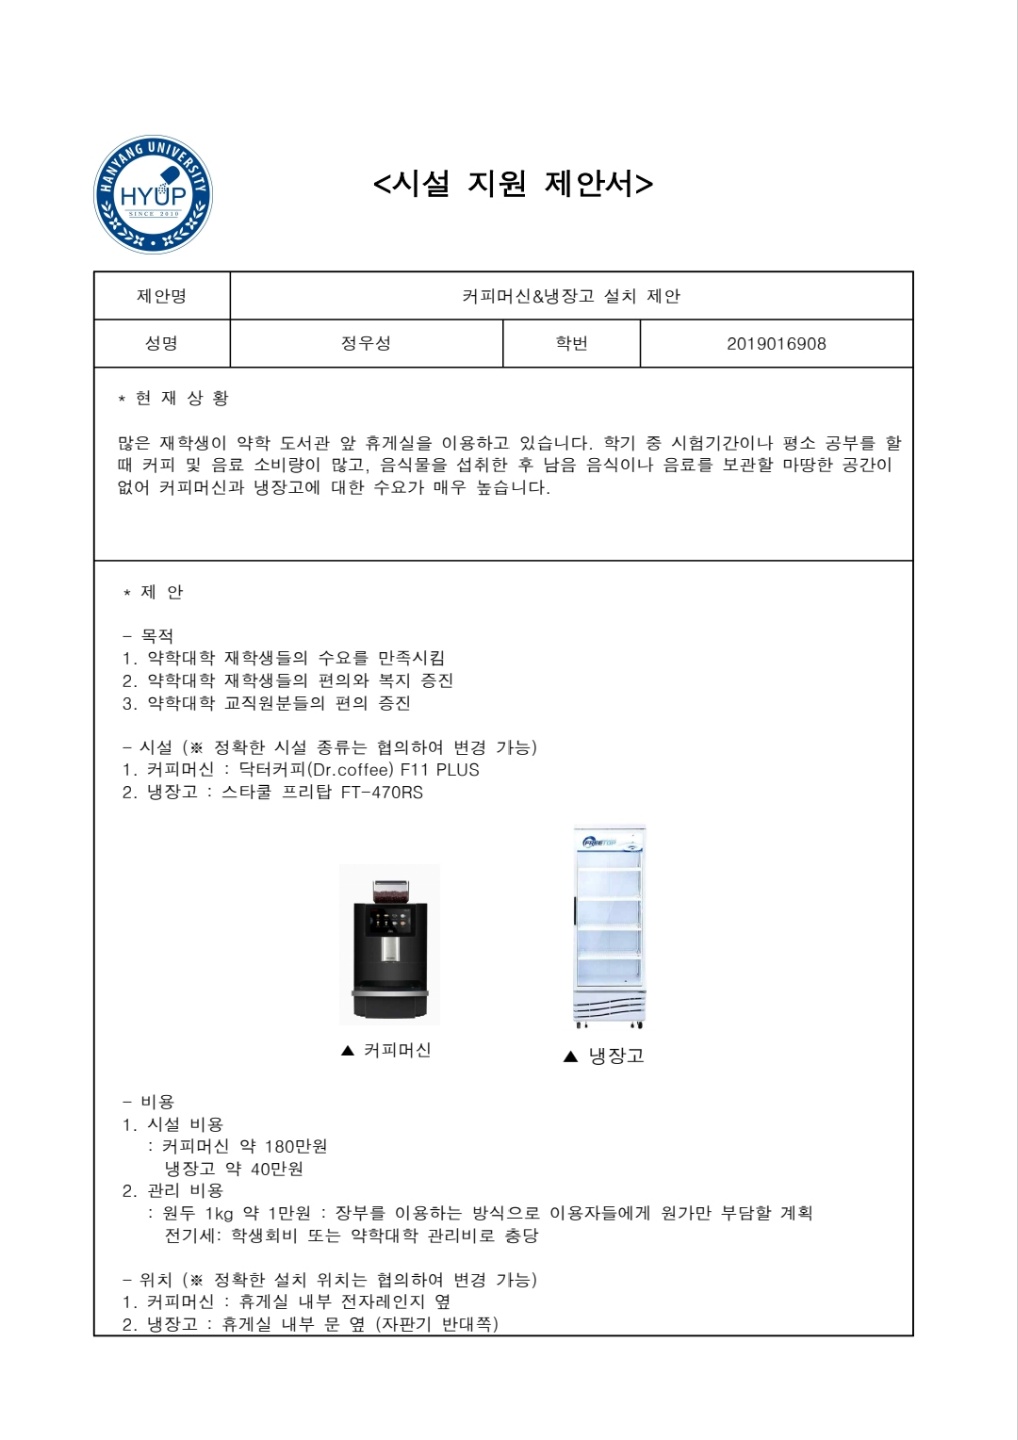 HANYANG UNIVERSITY
HYUP
SINCE 2010
<시설 지원 제안서>
제안명 커피머신&냉장고 설치 제안
성명 정우성 학번 2019016908
* 현 재 상 황
많은 재학생이 약학 도서관 앞 휴게실을 이용하고 있습니다. 학기 중 시험기간이나 평소 공부를 할
때 커피 및 음료 소비량이 많고, 음식물을 섭취한 후 남음 음식이나 음료를 보관할 마땅한 공간이
없어 커피머신과 냉장고에 대한 수요가 매우 높습니다.
* 제 안
- 목적
1. 약학대학 재학생들의 수요를 만족시킴
2. 약학대학 재학생들의 편의와 복지 증진
3. 약학대학 교직원분들의 편의 증진
- 시설 (※ 정확한 시설 종류는 협의하여 변경 가능)
1. 커피머신 : 닥터커피(Dr.coffee) F11 PLUS
2. 냉장고 : 스타쿨 프리탑 FT-470RS
FREETOP
▲ 커피머신
▲ 냉장고
- 비용
1. 시설 비용
: 커피머신 약 180만원
냉장고 약 40만원
2. 관리 비용
: 원두 1kg 약 1만원 : 장부를 이용하는 방식으로 이용자들에게 원가만 부담할 계획
전기세: 학생회비 또는 약학대학 관리비로 충당
- 위치 (※ 정확한 설치 위치는 협의하여 변경 가능)
1. 커피머신 : 휴게실 내부 전자레인지 옆
2. 냉장고 : 휴게실 내부 문 옆 (자판기 반대쪽)